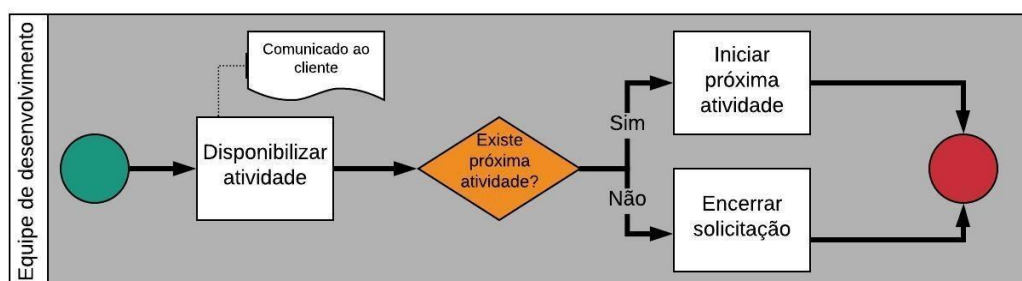 Equipe de desenvolvimento
Comunicado ao
cliente
Disponibilizar
atividade
Existe
próxima
atividade?
Sim
Não
Iniciar
próxima
atividade
Encerrar
solicitação